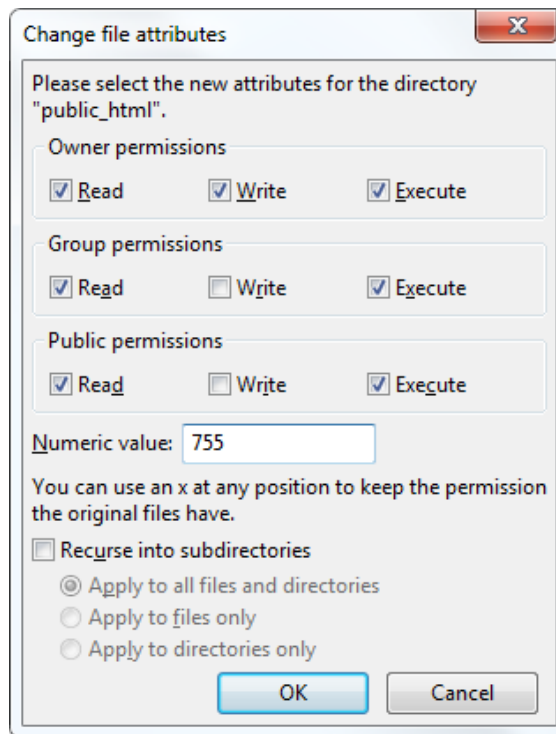 Change file attributes
Please select the new attributes for the directory
"public_html".
Owner permissions
Read Write Execute
Group permissions
Read Write Execute
Public permissions
Read Write Execute
Numeric value: 755
You can use an x at any position to keep the permission
the original files have.
Recurse into subdirectories
Apply to all files and directories
Apply to files only
Apply to directories only
OK Cancel